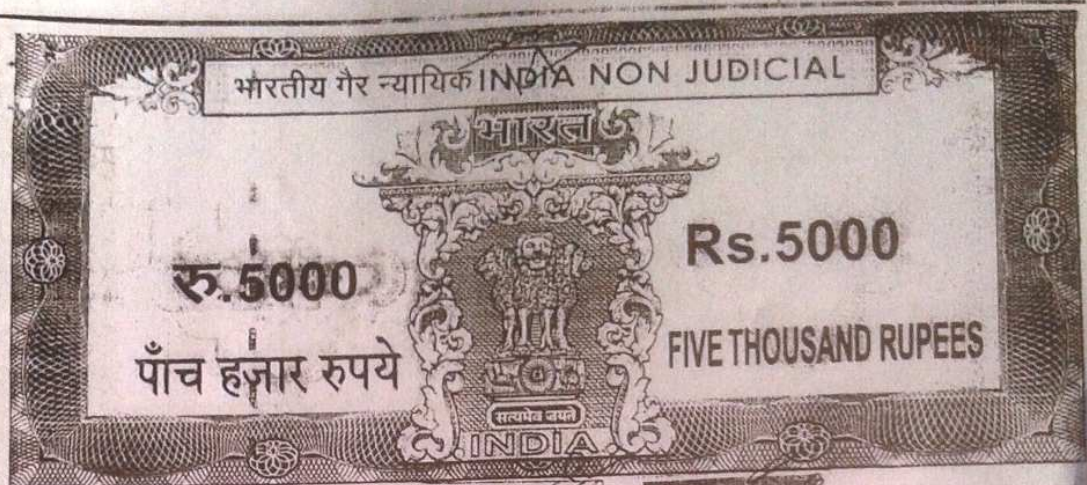 भारतीय गैर न्यायिक INDIA NON JUDICIAL
भारत
रु.5000
Rs.5000
पाँच हज़ार रुपये
FIVE THOUSAND RUPEES
सत्यमेव जयते
INDIA